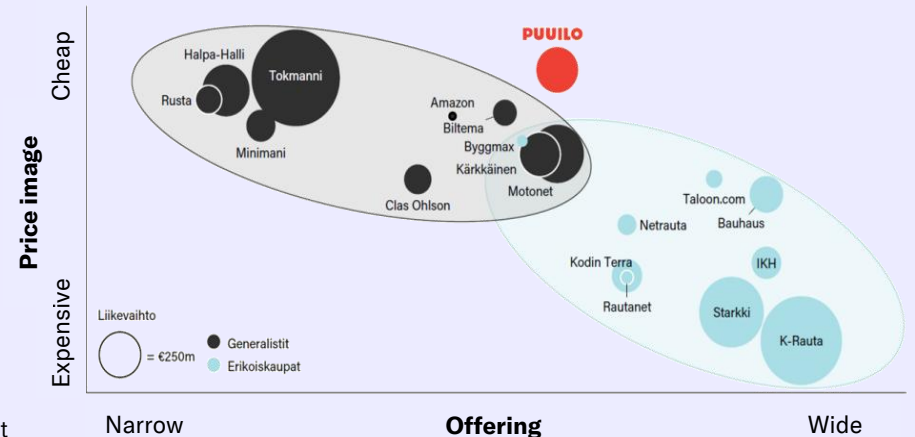 PUUILO
Cheap
Halpa-Halli
Tokmanni
Rusta
Amazon
Biltema
Minimani
Byggmax
Kärkkäinen
Motonet
Clas Ohlson
Taloon.com
Bauhaus
Netrauta
Price image
Kodin Terra
IKH
Rautanet
Starkki
K-Rauta
Expensive
Liikevaihto
= €250m
Generalistit
Erikoiskaupat
t
Narrow
Offering
Wide